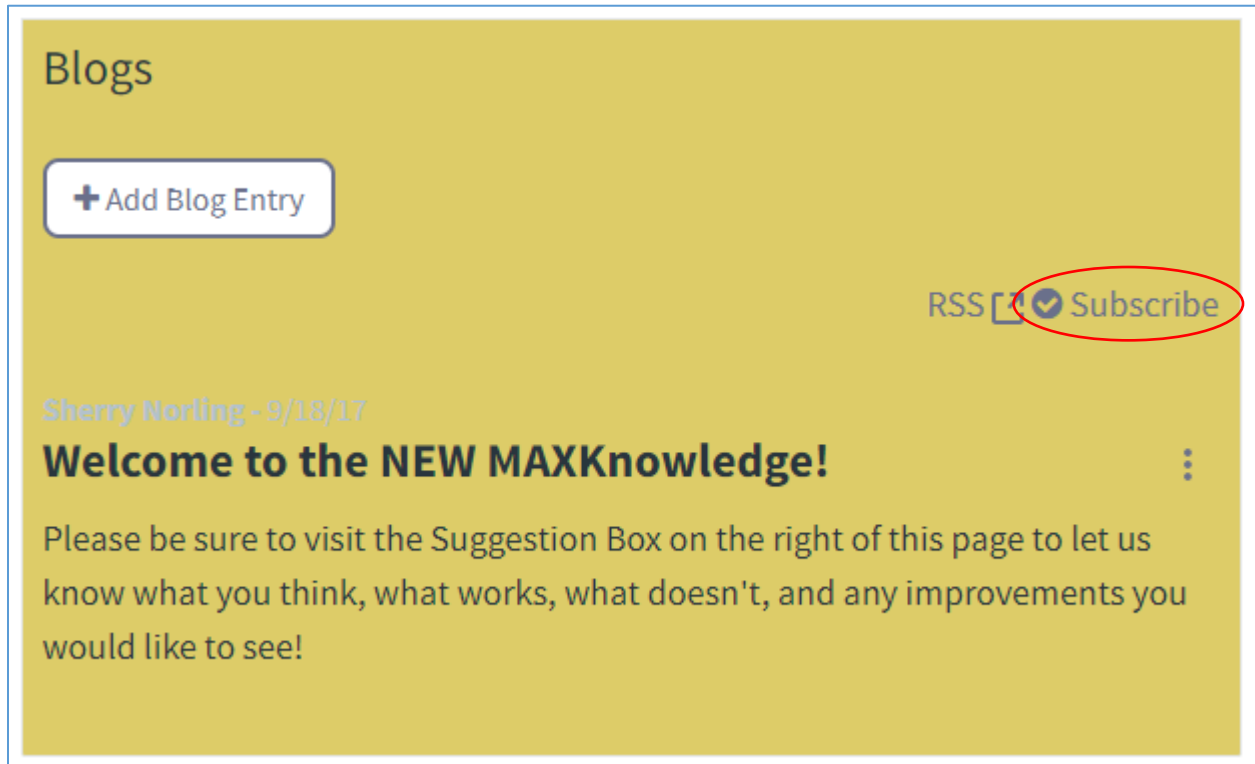 Blogs
Add Blog Entry
RSS Subscribe
Sherry Norling - 9/18/17
Welcome to the NEW MAXKnowledge!
Please be sure to visit the Suggestion Box on the right of this page to let us
know what you think, what works, what doesn't, and any improvements you
would like to see!